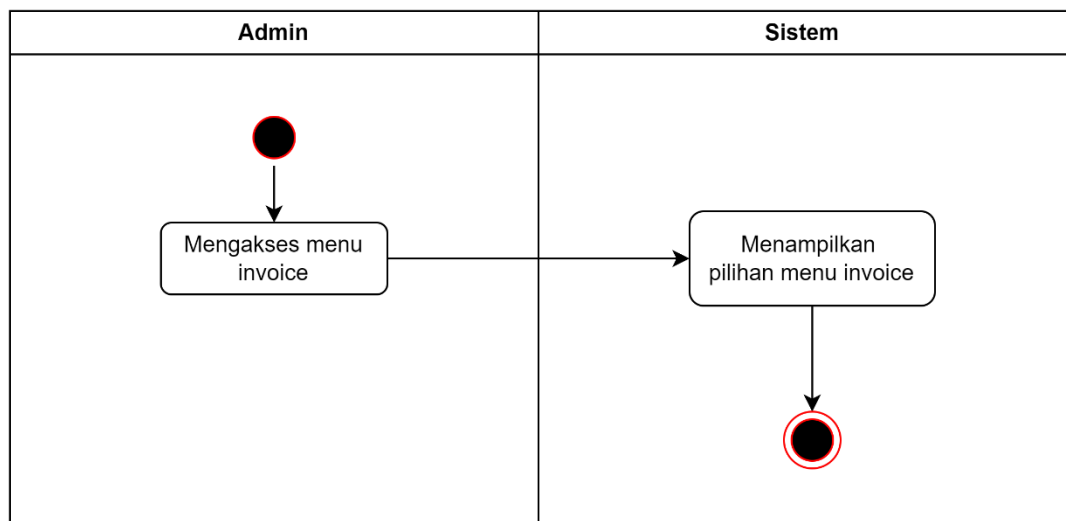 Admin
Sistem
Mengakses menu
invoice
Menampilkan
pilihan menu invoice